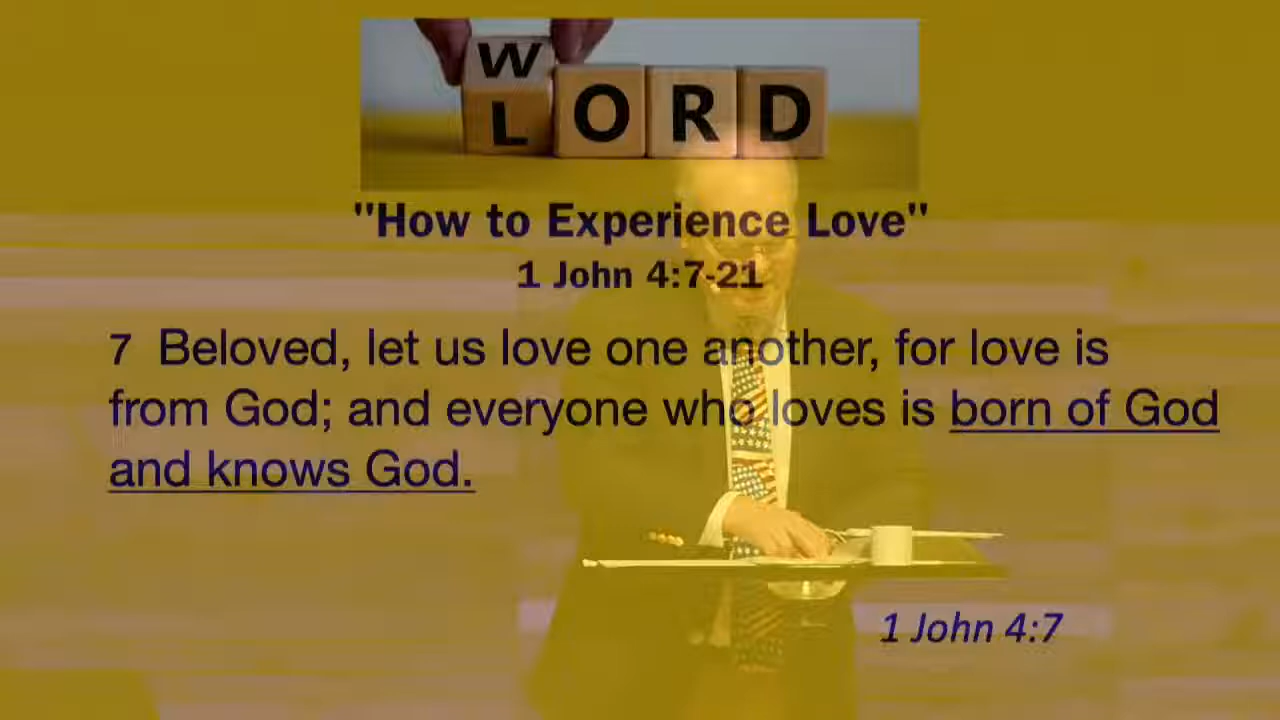 W
LORD
"How to Experience Love"
1 John 4:7-21
7 Beloved, let us love one another, for love is
from God; and everyone who loves is born of God
and knows God.
1 John 4:7